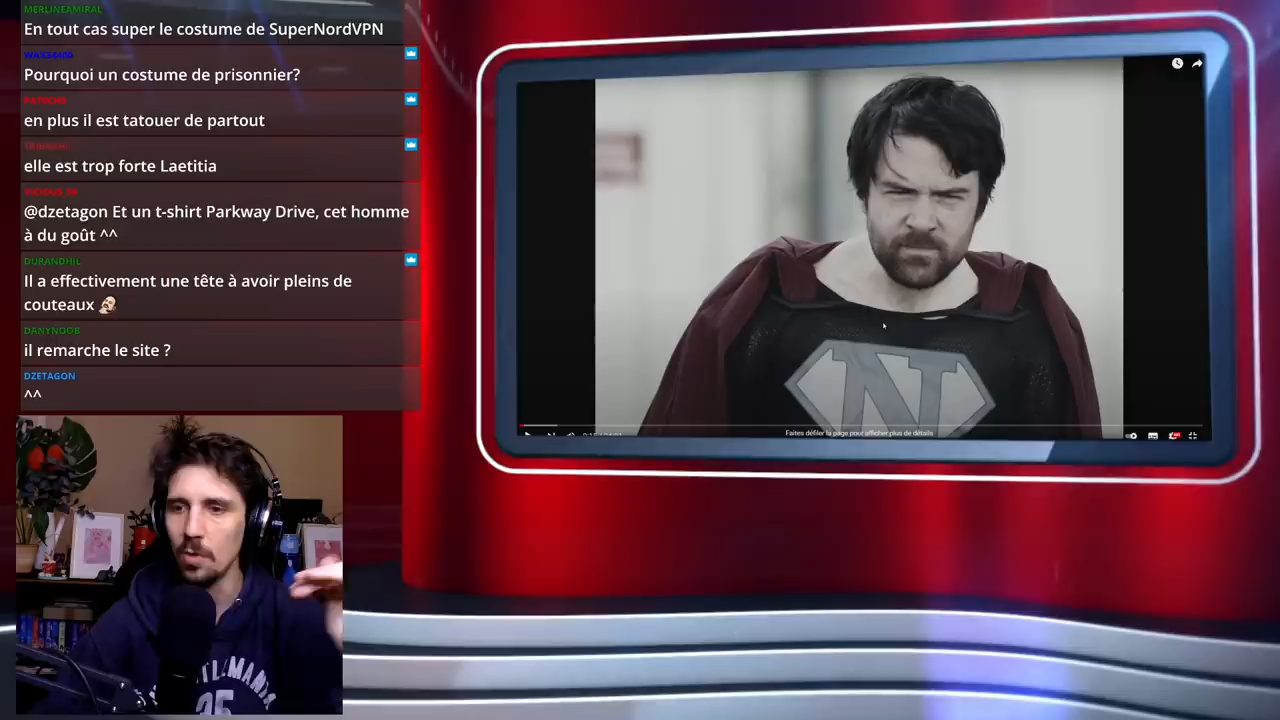 MERLINEAMIRAL
En tout cas super le costume de SuperNordVPN
Pourquoi un costume de prisonnier?
en plus il est tatouer de partout
elle est trop forte Laetitia
@dzetagon Et un t-shirt Parkway Drive, cet homme
à du goût ^^
DURANDHIL
Il a effectivement une tête à avoir pleins de
couteaux
DANYNOOB
il remarche le site ?
DZETAGON
^^
N
Faites défiler la page pour afficher plus de détails